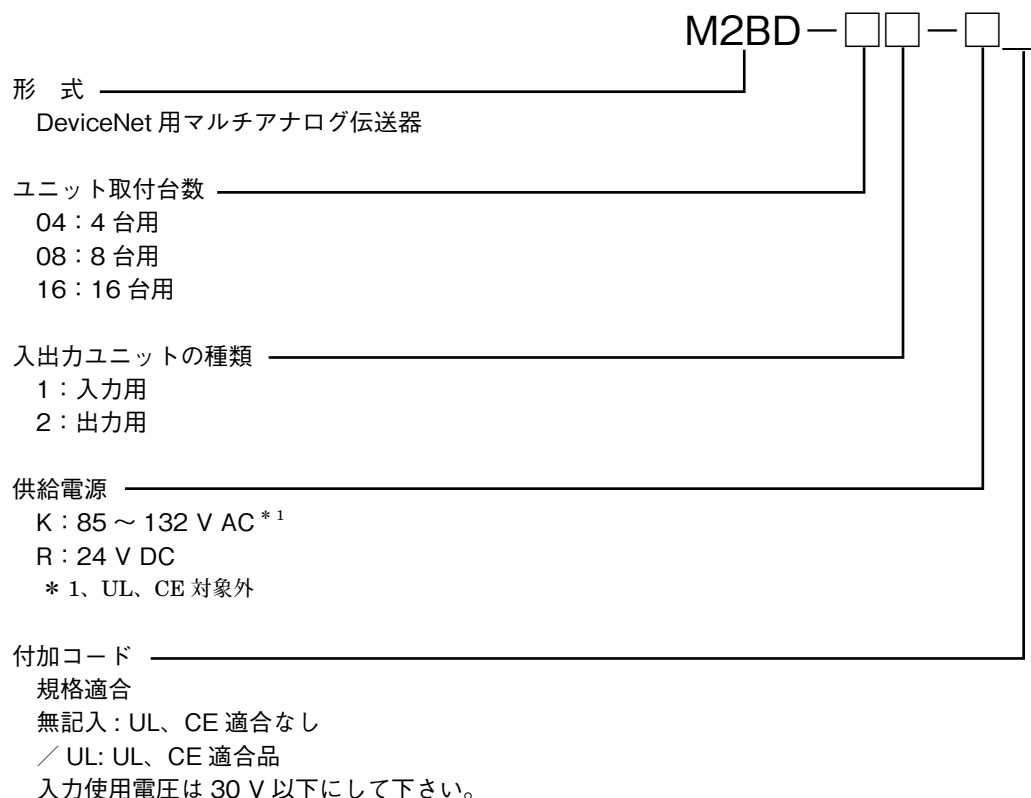 M2BD－□□－□
形　式
DeviceNet 用マルチアナログ伝送器
ユニット取付台数
04：4 台用
08：8 台用
16：16 台用
入出力ユニットの種類
1：入力用
2：出力用
供給電源
K：85 ～ 132 V AC＊1
R：24 V DC
＊ 1、UL、CE 対象外
付加コード
規格適合
無記入 : UL、CE 適合なし
／ UL: UL、CE 適合品
入力使用電圧は 30 V 以下にして下さい。